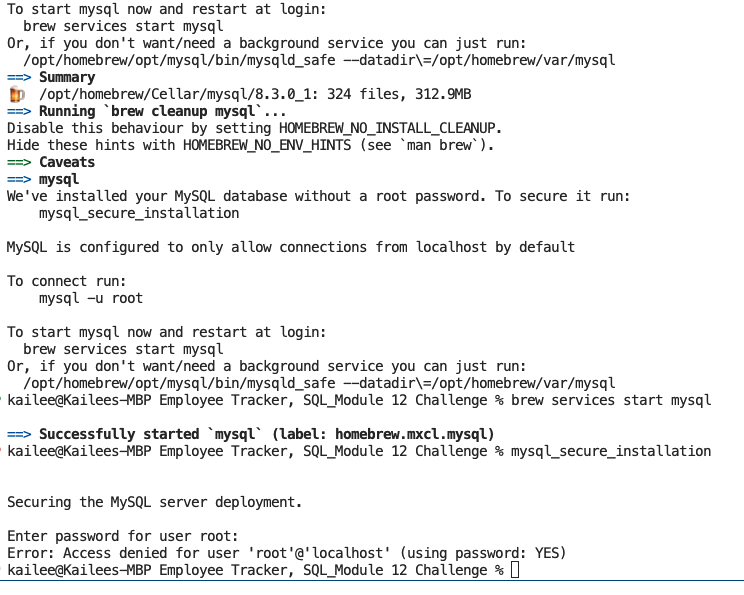 To start mysql now and restart at login:
  brew services start mysql
Or, if you don't want/need a background service you can just run:
  /opt/homebrew/opt/mysql/bin/mysqld_safe --datadir\=/opt/homebrew/var/mysql
==> Summary
🍺  /opt/homebrew/Cellar/mysql/8.3.0_1: 324 files, 312.9MB
==> Running `brew cleanup mysql`...
Disable this behaviour by setting HOMEBREW_NO_INSTALL_CLEANUP.
Hide these hints with HOMEBREW_NO_ENV_HINTS (see `man brew`).
==> Caveats
==> mysql
We've installed your MySQL database without a root password. To secure it run:
    mysql_secure_installation

MySQL is configured to only allow connections from localhost by default

To connect run:
    mysql -u root

To start mysql now and restart at login:
  brew services start mysql
Or, if you don't want/need a background service you can just run:
  /opt/homebrew/opt/mysql/bin/mysqld_safe --datadir\=/opt/homebrew/var/mysql
kailee@Kailees-MBP Employee Tracker, SQL_Module 12 Challenge % brew services start mysql

==> Successfully started `mysql` (label: homebrew.mxcl.mysql)
kailee@Kailees-MBP Employee Tracker, SQL_Module 12 Challenge % mysql_secure_installation


Securing the MySQL server deployment.

Enter password for user root:
Error: Access denied for user 'root'@'localhost' (using password: YES)
kailee@Kailees-MBP Employee Tracker, SQL_Module 12 Challenge %